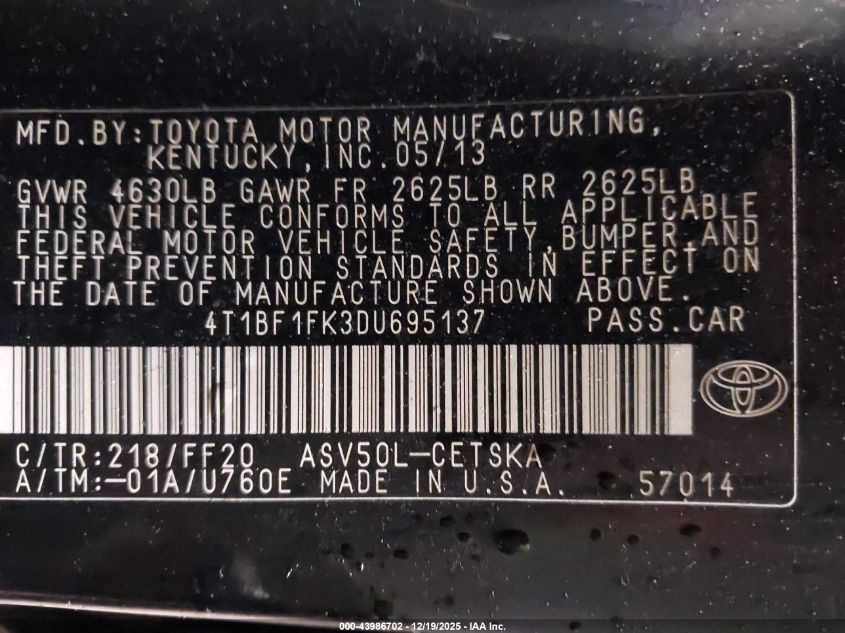 MFD.BY:TOYOTA MOTOR MANUFACTURING,
KENTUCKY,INC.05/13
GVWR 4630LB GAWR FR 2625LB RR 2625LB
THIS VEHICLE CONFORMS TO ALL APPLICABLE
FEDERAL MOTOR VEHICLE SAFETY,BUMPER,AND
THEFT PREVENTION STANDARDS IN EFFECT ON
THE DATE OF MANUFACTURE SHOWN ABOVE.
4T1BF1FK3DU695137 PASS.CAR
C/TR:218/FF20 ASV50L-CETSKA
A/TM:-01A/U760E MADE IN U.S.A. 57014
000-43986702 - 12/19/2025 - IAA Inc.